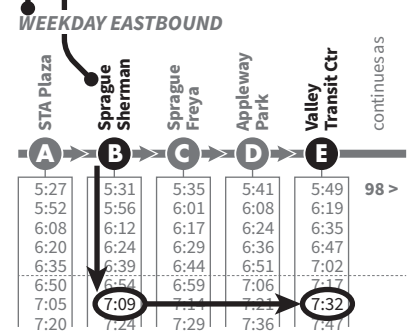 WEEKDAY EASTBOUND
STA Plaza
Sprague
Sherman
Sprague
Freya
Appleway
Park
Valley
Transit Ctr
continues as
A B C D E
5:27 5:31 5:35 5:41 5:49 98 >
5:52 5:56 6:01 6:08 6:19
6:08 6:12 6:17 6:24 6:35
6:20 6:24 6:29 6:36 6:47
6:35 6:39 6:44 6:51 7:02
6:50 6:54 6:59 7:06 7:17
7:05 7:09 7:14 7:21 7:32
7:20 7:24 7:29 7:36 7:47